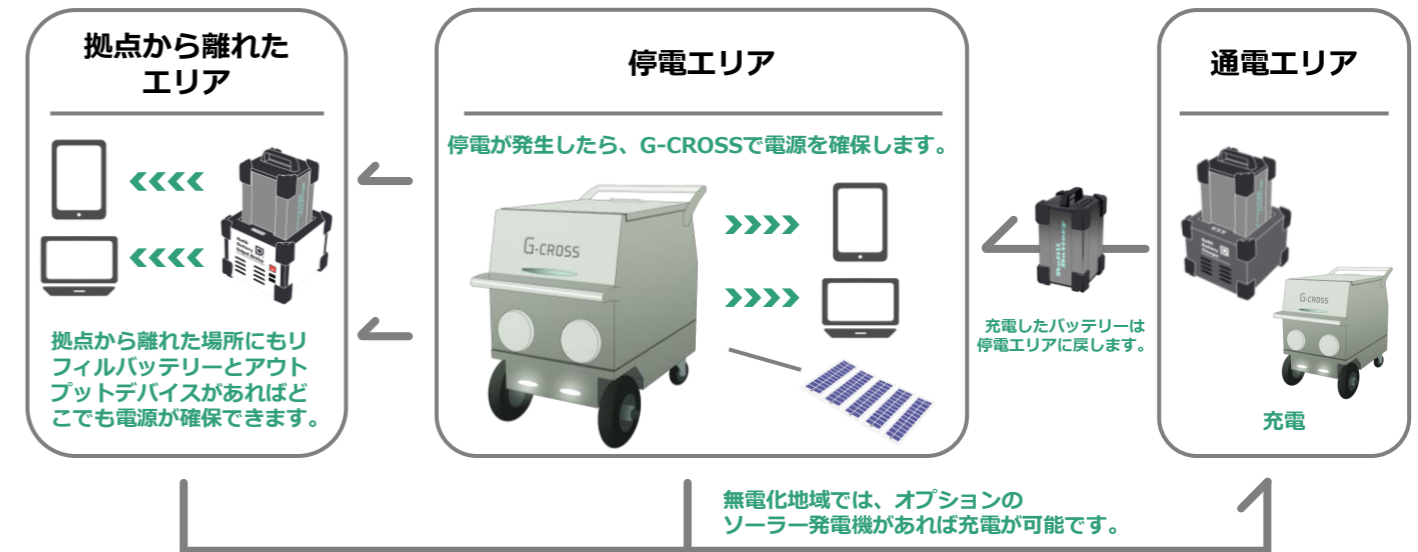 拠点から離れた
エリア
拠点から離れた場所にもリ
フィルバッテリーとアウト
プットデバイスがあればど
こでも電源が確保できます。
停電エリア
停電が発生したら、G-CROSSで電源を確保します。
G-CROSS
充電したバッテリーは
停電エリアに戻します。
Refill
Battery
通電エリア
G-CROSS
充電
無電化地域では、オプションの
ソーラー発電機があれば充電が可能です。